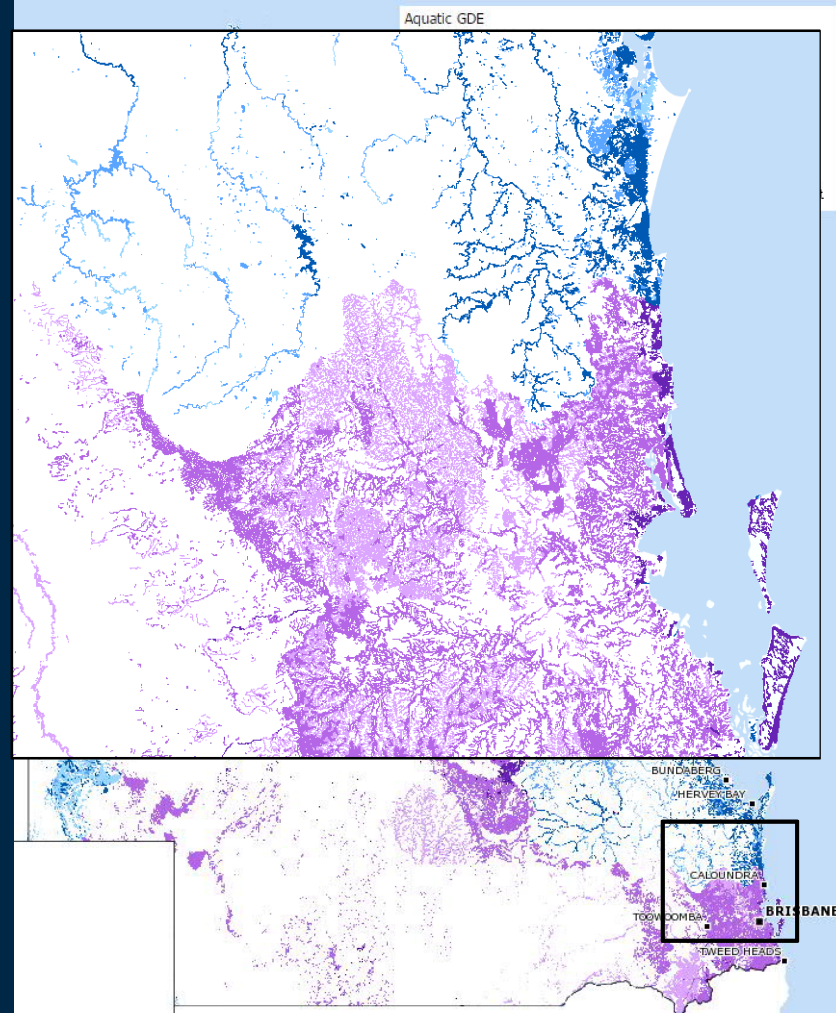 Aquatic GDE
BUNDABERG
HERVEY BAY
CALOUNDRA
BRISBANE
TOOWOOMBA
TWEED HEADS